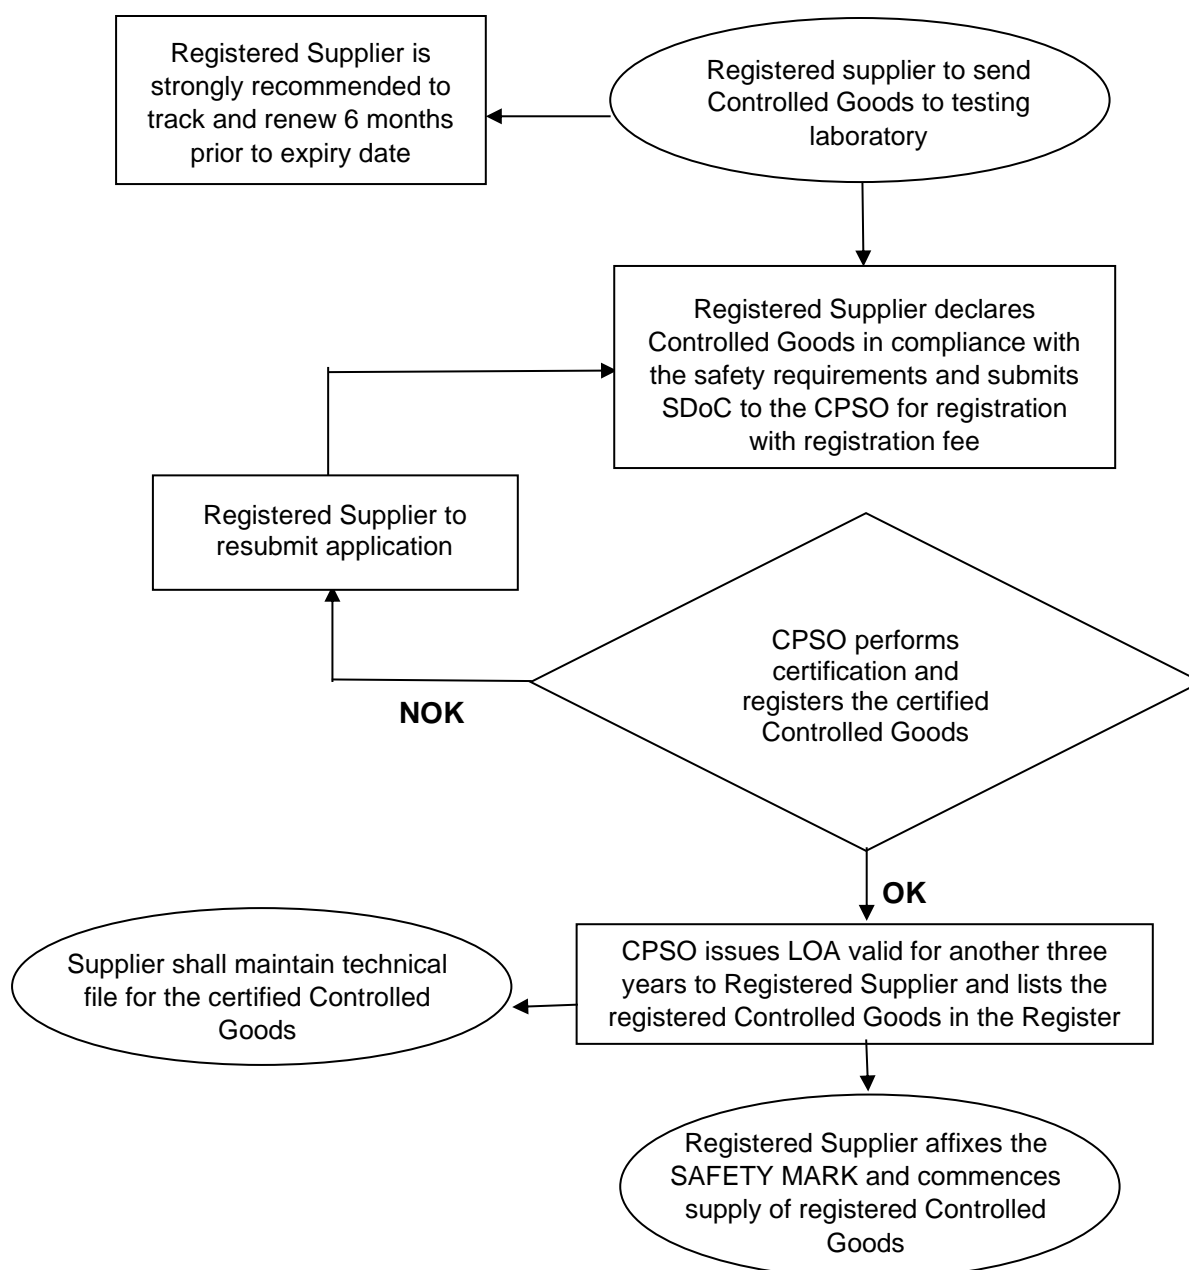 Registered Supplier is
strongly recommended to
track and renew 6 months
prior to expiry date
Registered supplier to send
Controlled Goods to testing
laboratory
Registered Supplier declares
Controlled Goods in compliance with
the safety requirements and submits
SDoC to the CPSO for registration
with registration fee
Registered Supplier to
resubmit application
CPSO performs
certification and
registers the certified
Controlled Goods
NOK
OK
CPSO issues LOA valid for another three
years to Registered Supplier and lists the
registered Controlled Goods in the Register
Supplier shall maintain technical
file for the certified Controlled
Goods
Registered Supplier affixes the
SAFETY MARK and commences
supply of registered Controlled
Goods